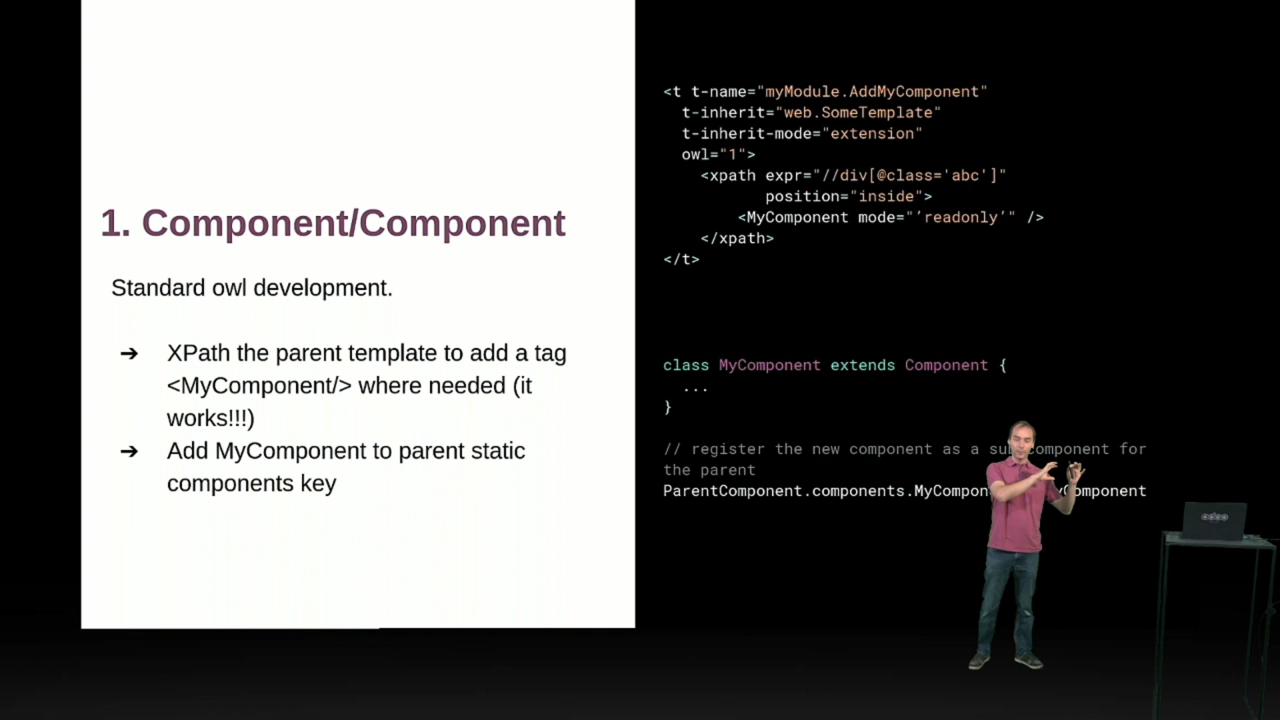 1. Component/Component
Standard owl development.
➔ XPath the parent template to add a tag
<MyComponent/> where needed (it
works!!!)
➔ Add MyComponent to parent static
components key
<t t-name="myModule.AddMyComponent"
t-inherit="web.SomeTemplate"
t-inherit-mode="extension"
owl="1">
<xpath expr="//div[@class='abc']"
position="inside">
<MyComponent mode="’readonly’" />
</xpath>
</t>
class MyComponent extends Component {
...
}
// register the new component as a component for
the parent
ParentComponent.components.
odoo